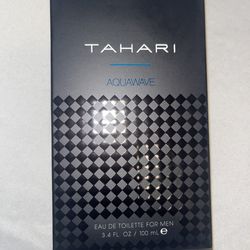 TAHARI
AQUAWAVE
EAU DE TOILETTE FOR MEN
3.4 FL. OZ / 100 mL ℮